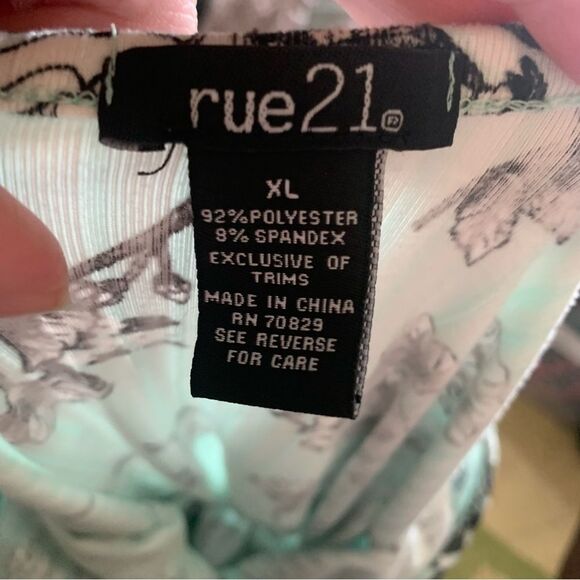 rue21®
XL
92%POLYESTER
8% SPANDEX
EXCLUSIVE OF
TRIMS
MADE IN CHINA
RN 70829
SEE REVERSE
FOR CARE